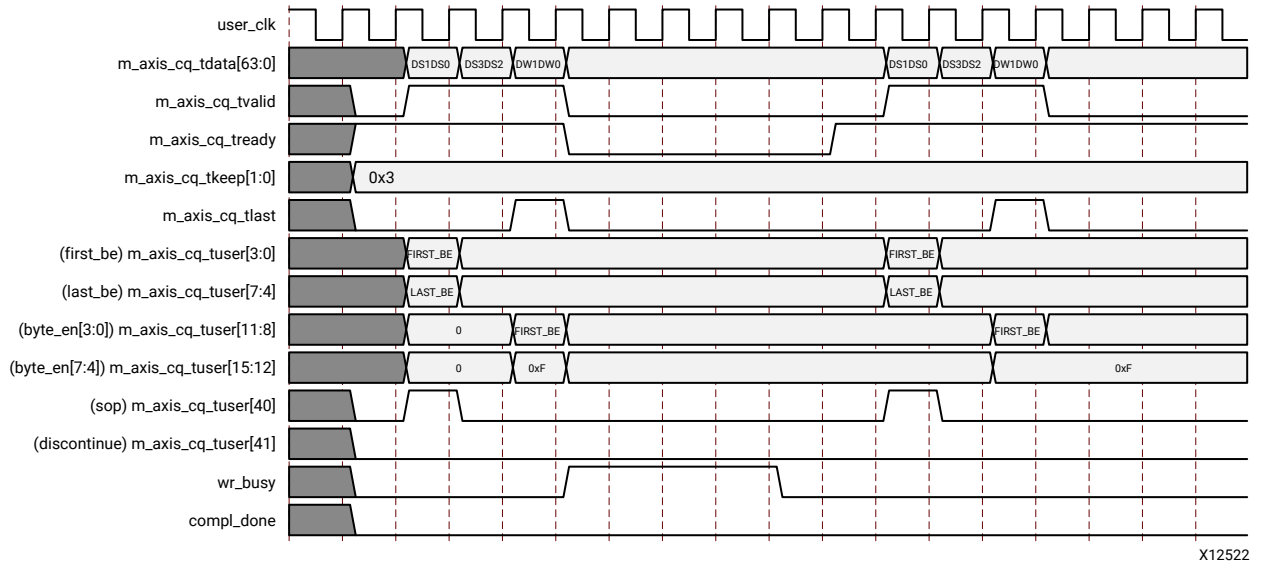 user_clk
m_axis_cq_tdata[63:0] DS1DS0 DS3DS2 DW1DW0 DS1DS0 DS3DS2 DW1DW0
m_axis_cq_tvalid
m_axis_cq_tready
m_axis_cq_tkeep[1:0] 0x3
m_axis_cq_tlast
(first_be) m_axis_cq_tuser[3:0] FIRST_BE FIRST_BE
(last_be) m_axis_cq_tuser[7:4] LAST_BE LAST_BE
(byte_en[3:0]) m_axis_cq_tuser[11:8] 0 FIRST_BE FIRST_BE
(byte_en[7:4]) m_axis_cq_tuser[15:12] 0 0xF 0xF
(sop) m_axis_cq_tuser[40]
(discontinue) m_axis_cq_tuser[41]
wr_busy
compl_done
X12522